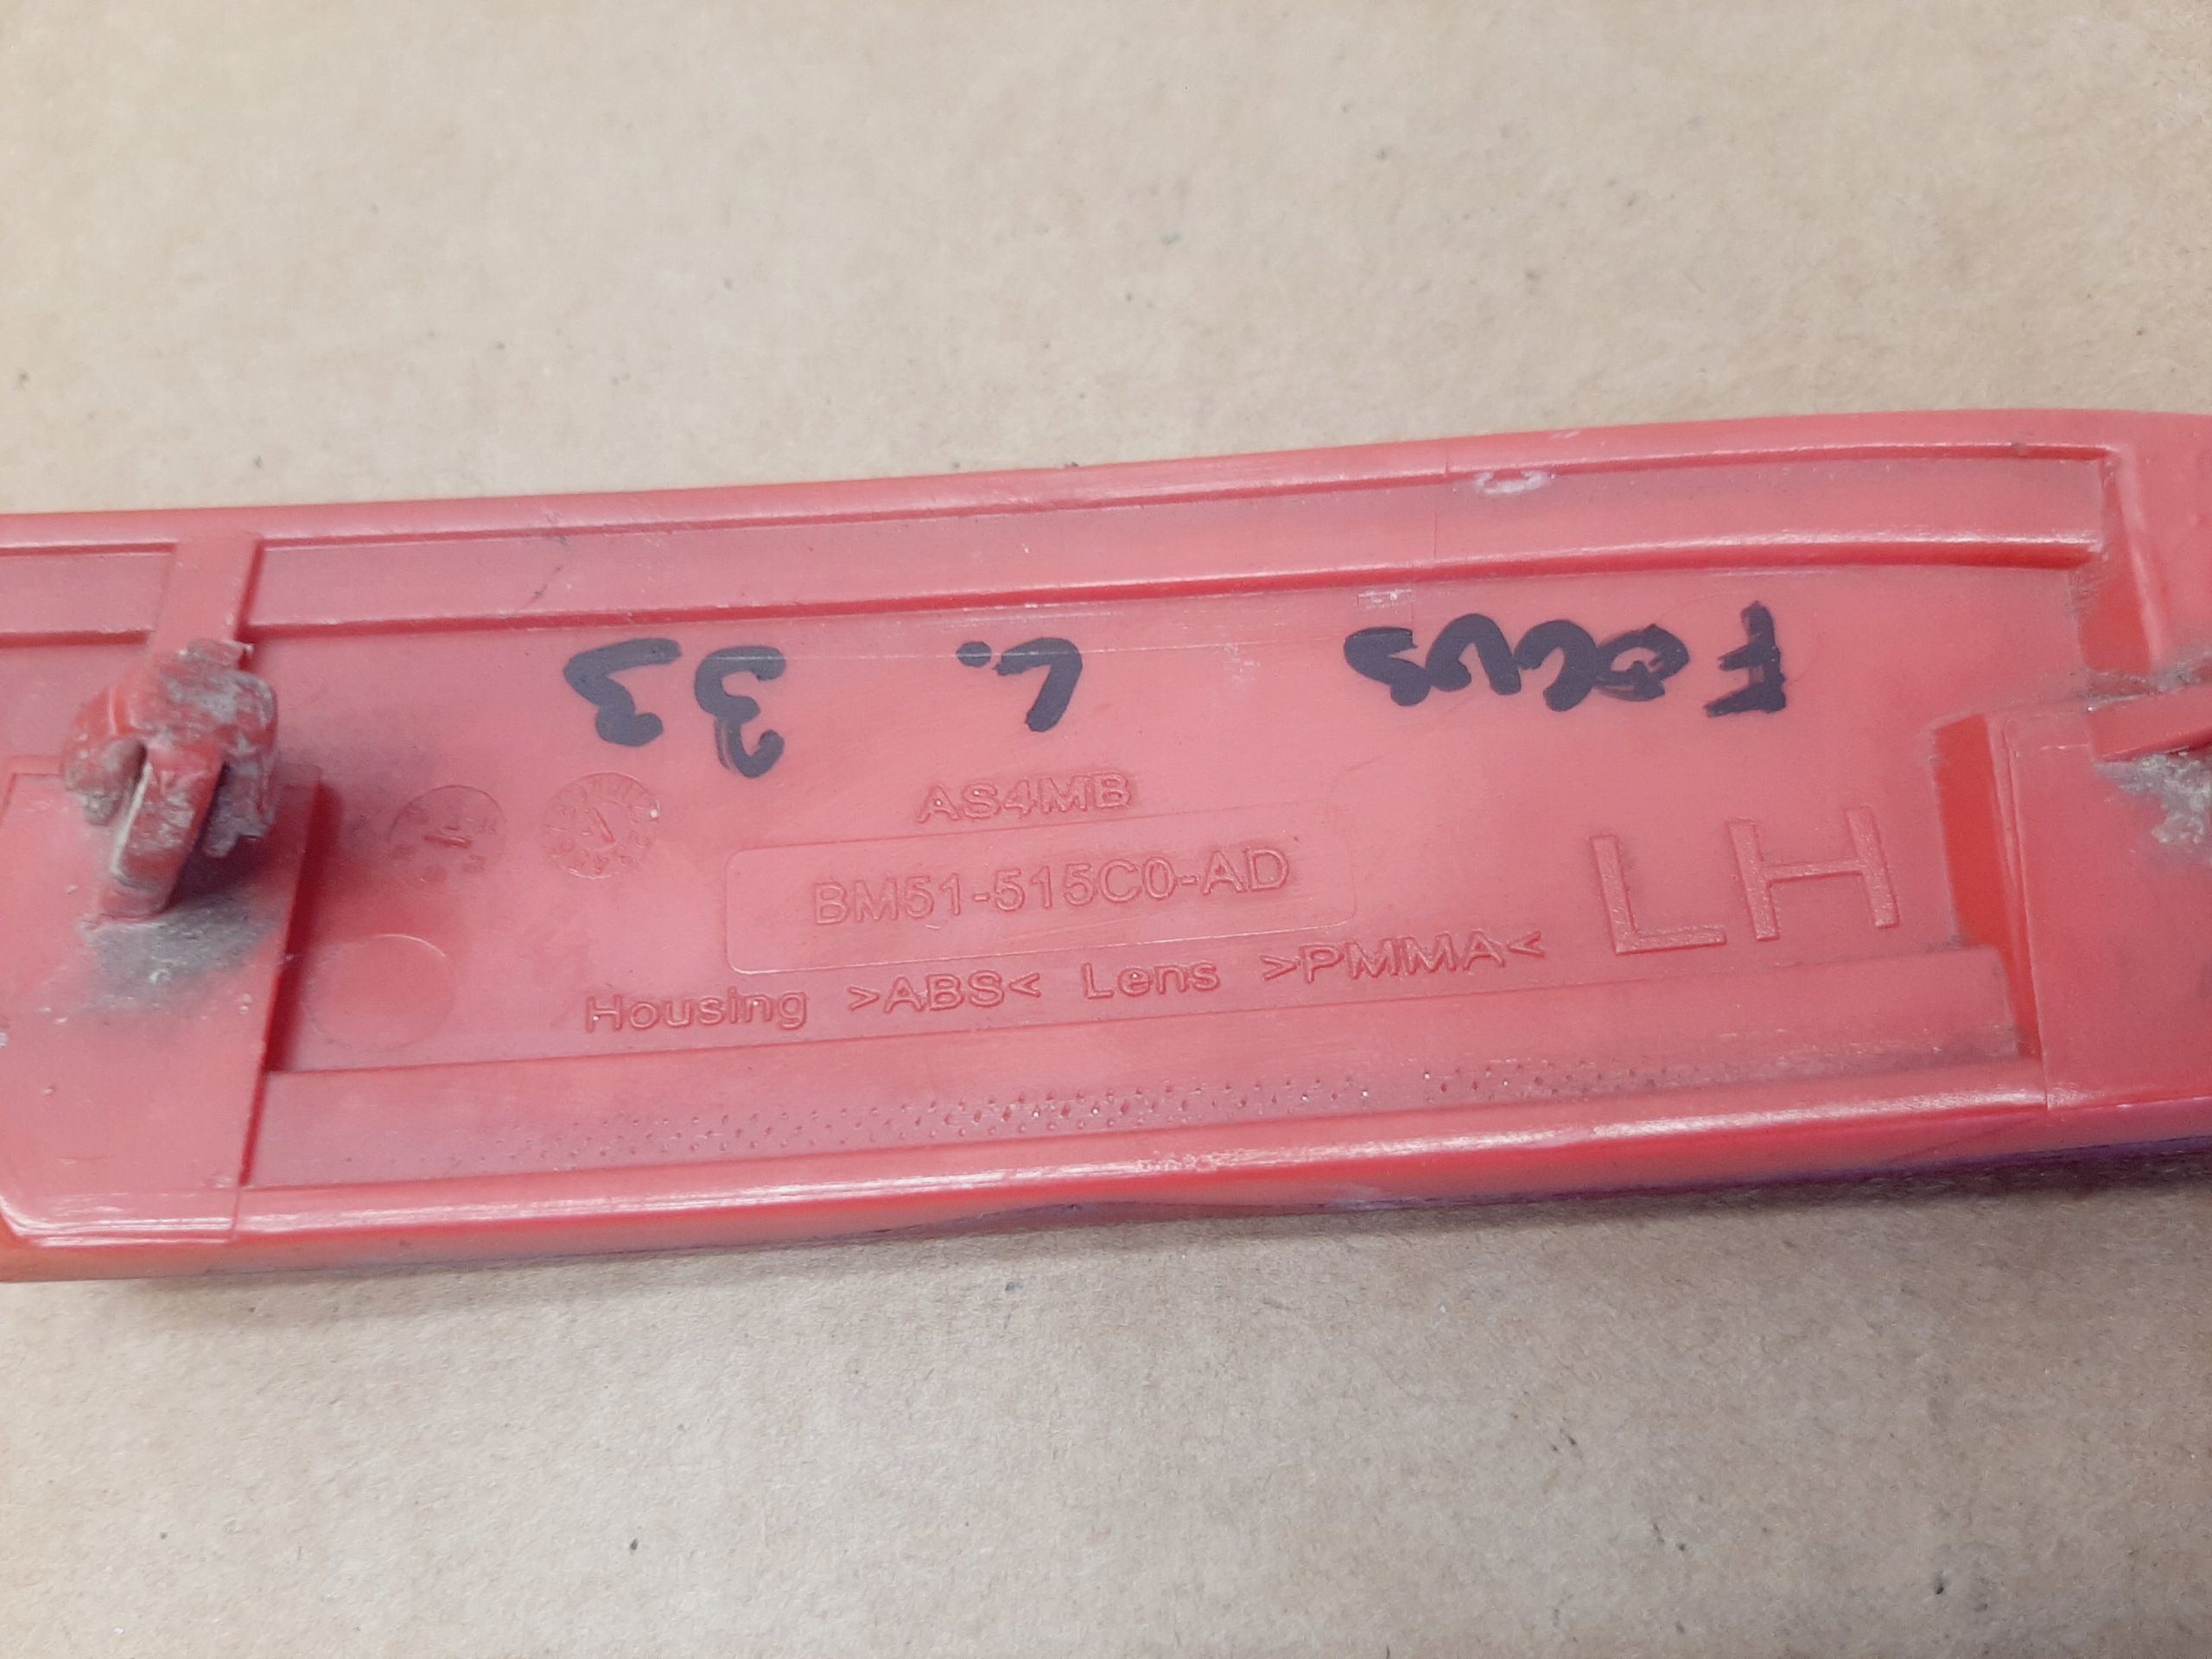 Focus L. 33
AS4MB
BM51-515C0-AD
LH
Housing >ABS< Lens >PMMA<